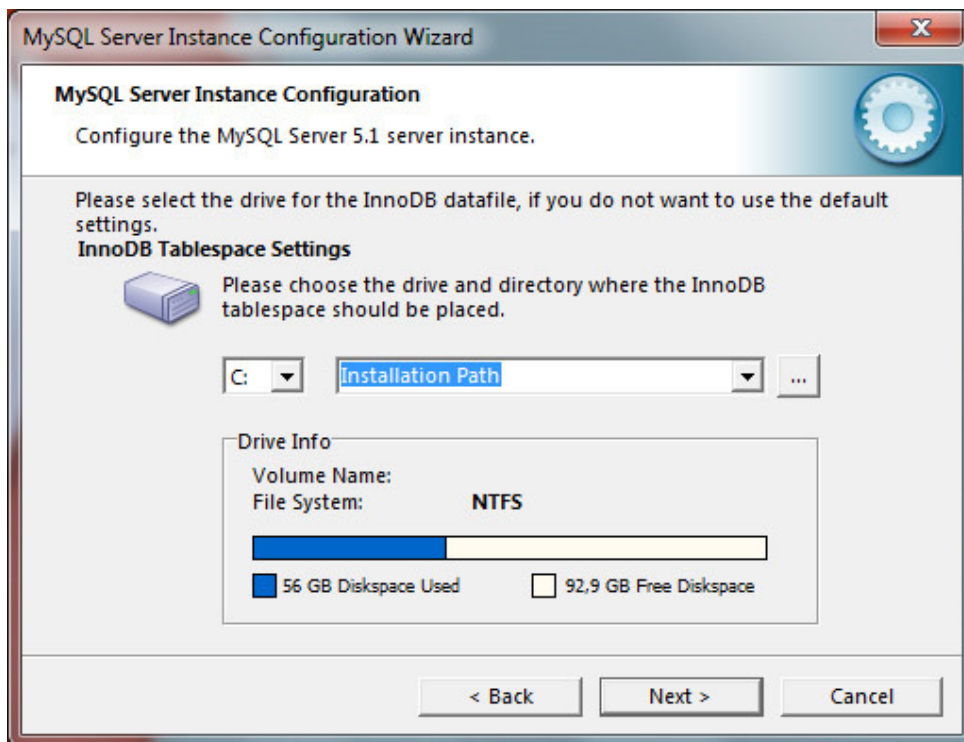 MySQL Server Instance Configuration Wizard
MySQL Server Instance Configuration
Configure the MySQL Server 5.1 server instance.
Please select the drive for the InnoDB datafile, if you do not want to use the default
settings.
InnoDB Tablespace Settings
Please choose the drive and directory where the InnoDB
tablespace should be placed.
C: Installation Path ...
Drive Info
Volume Name:
File System: NTFS
56 GB Diskspace Used 92,9 GB Free Diskspace
< Back Next > Cancel